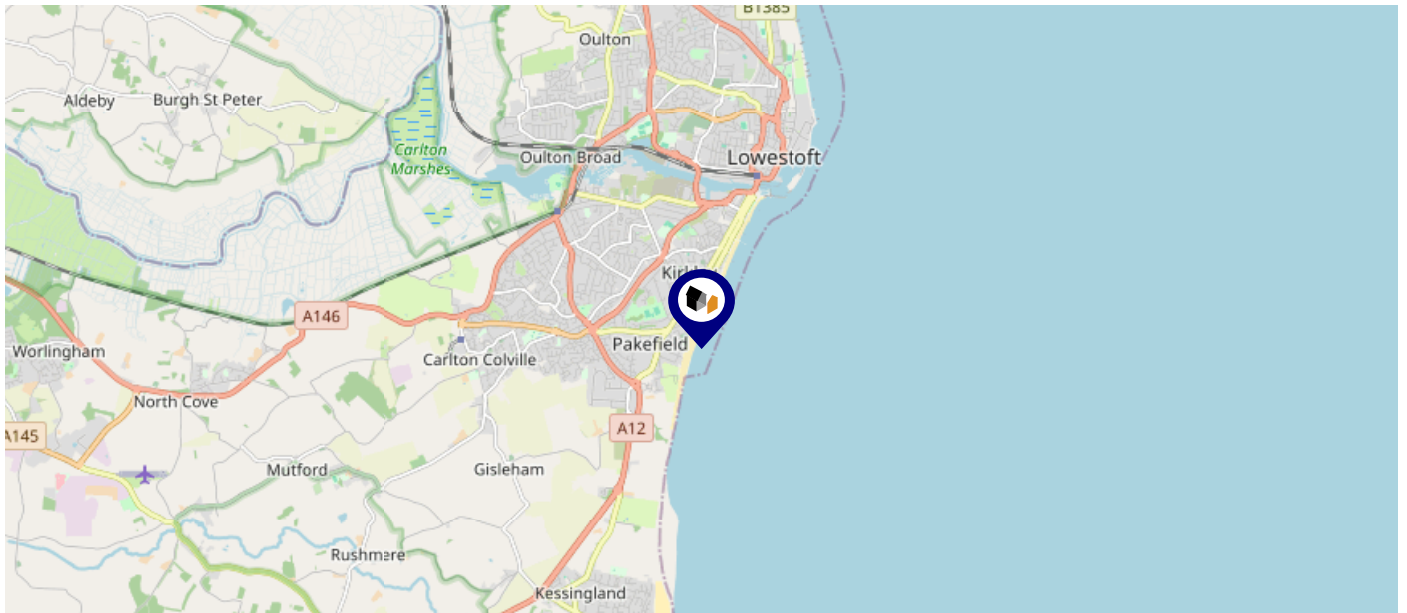 B1385
Oulton
Aldeby
Burgh St Peter
Carlton
Marshes
Oulton Broad
Lowestoft
A146
Worlingham
Pakefield
Carlton Colville
North Cove
A145
A12
Mutford
Gisleham
Rushmere
Kessingland